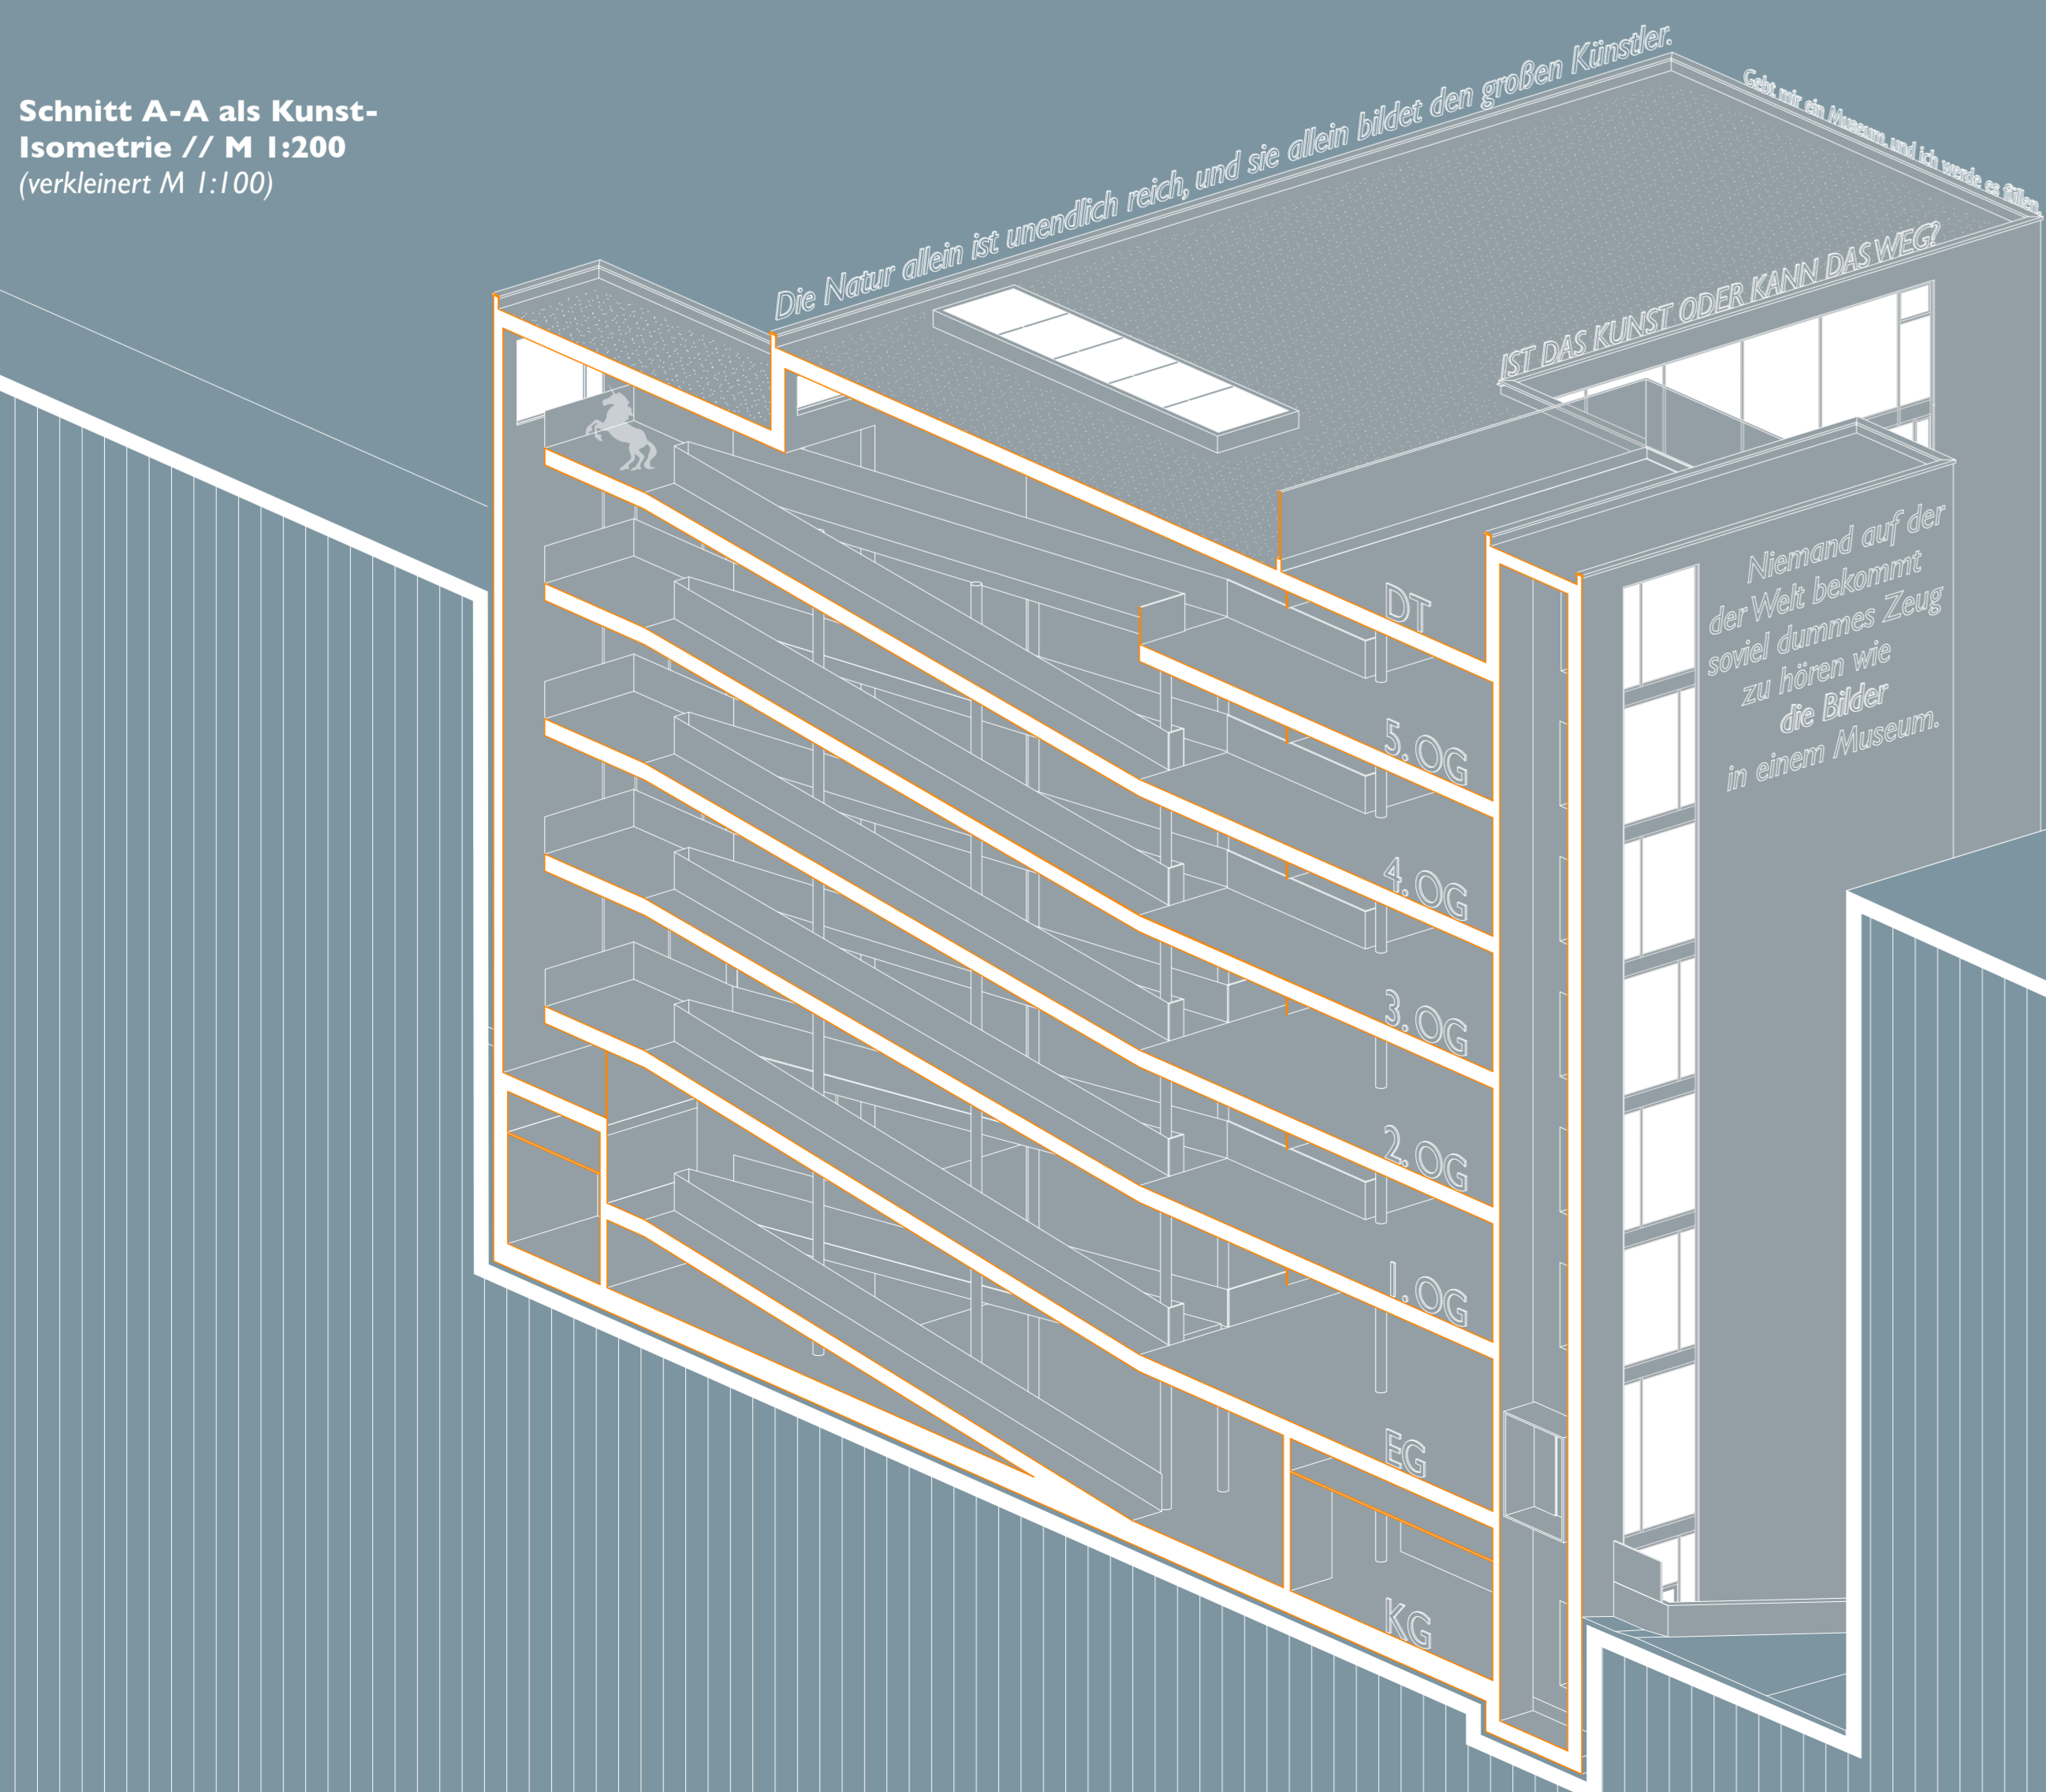 Schnitt A-A als Kunst-
Isometrie // M 1:200
(verkleinert M 1:100)
Die Natur allein ist unendlich reich, und sie allein bildet den großen Künstler.
Gebt mir ein Museum, und ich werde es füllen.
IST DAS KUNST ODER KANN DAS WEG?
Niemand auf der
der Welt bekommt
soviel dummes Zeug
zu hören wie
die Bilder
in einem Museum.
DT
5. OG
4. OG
3. OG
2. OG
1. OG
EG
KG